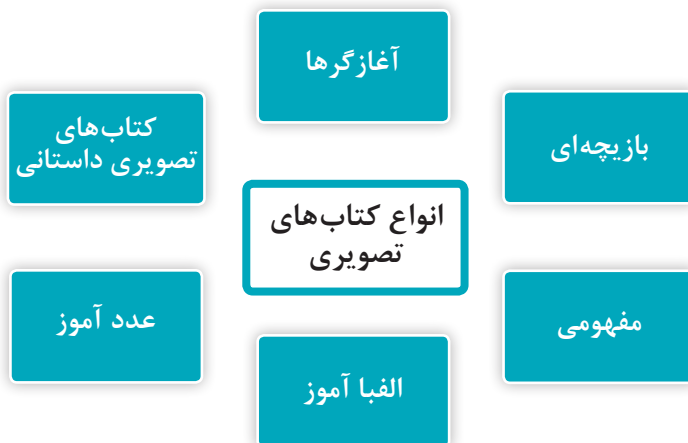 آغازگرها
بازیچه‌ای
کتاب‌های
تصویری داستانی
انواع کتاب‌های
تصویری
مفهومی
عدد آموز
الفبا آموز